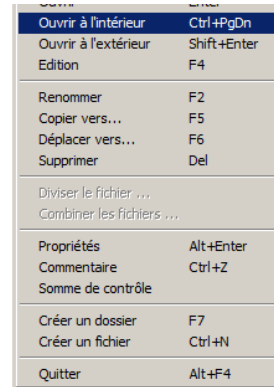 Ouvrir à l'intérieur Ctrl+PgDn
Ouvrir à l'extérieur Shift+Enter
Edition F4
Renommer F2
Copier vers... F5
Déplacer vers... F6
Supprimer Del
Diviser le fichier ...
Combiner les fichiers ...
Propriétés Alt+Enter
Commentaire Ctrl+Z
Somme de contrôle
Créer un dossier F7
Créer un fichier Ctrl+N
Quitter Alt+F4